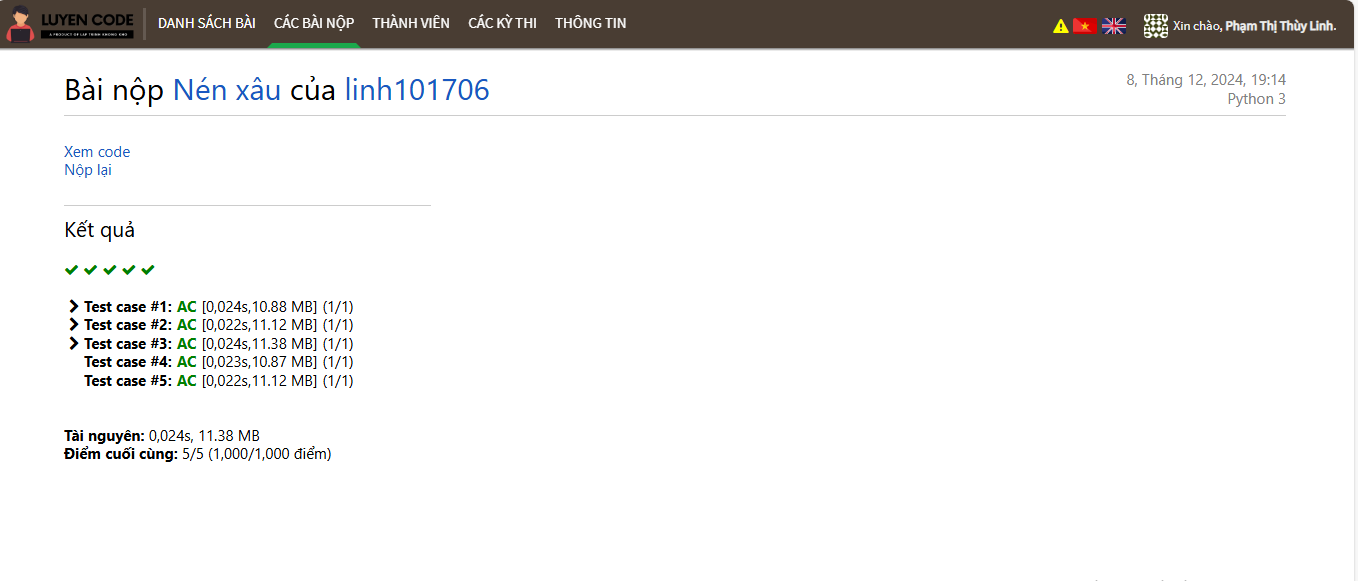 LUYEN CODE
A PRODUCT OF LAP TRINH KHONG KHO
DANH SÁCH BÀI CÁC BÀI NỘP THÀNH VIÊN CÁC KỲ THI THÔNG TIN
Xin chào, Phạm Thị Thùy Linh.
Bài nộp Nén xâu của linh101706
8, Tháng 12, 2024, 19:14
Python 3
Xem code
Nộp lại
Kết quả
Test case #1: AC [0,024s,10.88 MB] (1/1)
Test case #2: AC [0,022s,11.12 MB] (1/1)
Test case #3: AC [0,024s,11.38 MB] (1/1)
Test case #4: AC [0,023s,10.87 MB] (1/1)
Test case #5: AC [0,022s,11.12 MB] (1/1)
Tài nguyên: 0,024s, 11.38 MB
Điểm cuối cùng: 5/5 (1,000/1,000 điểm)